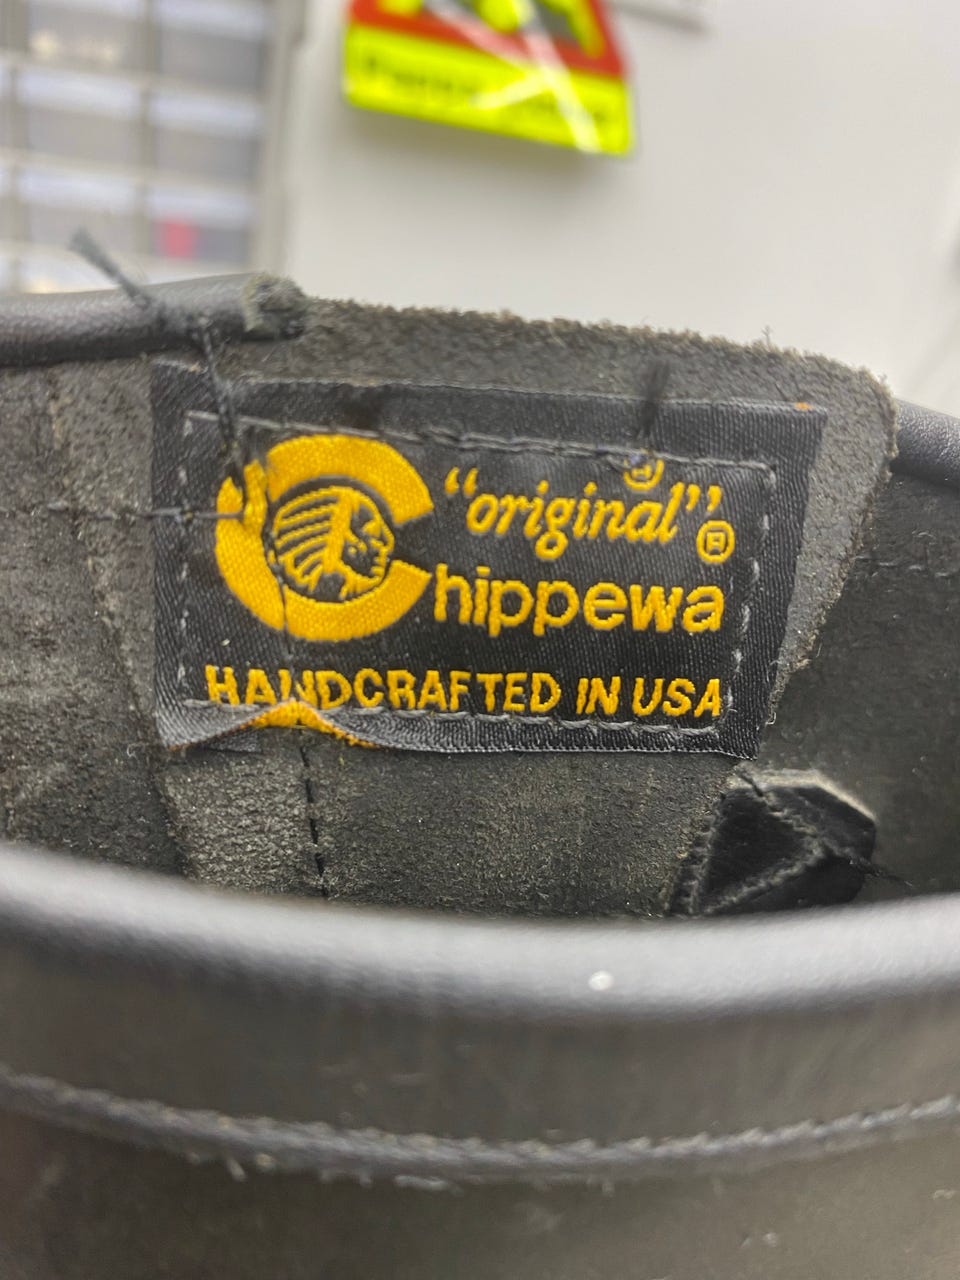 ®
"original"®
Chippewa
HANDCRAFTED IN USA